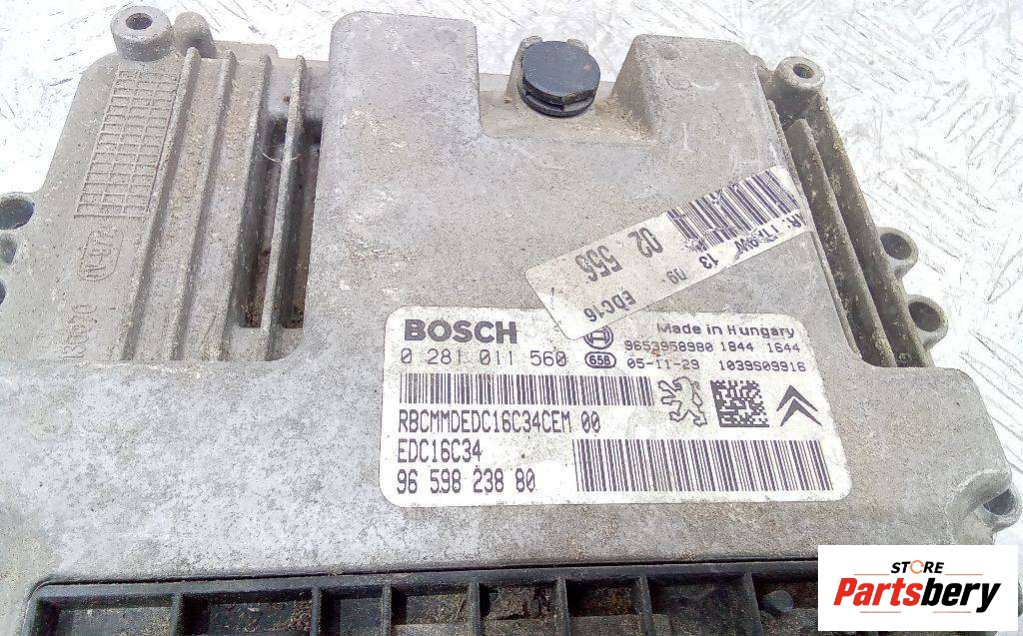 02 556
13 09
EDC16
BOSCH
Made in Hungary
0 281 011 560
658
9653958980 1844 1644
05-11-29 1039S09916
RBCMMDEDC16C34CEM 00
EDC16C34
96 598 238 80
STORE
Partsbery